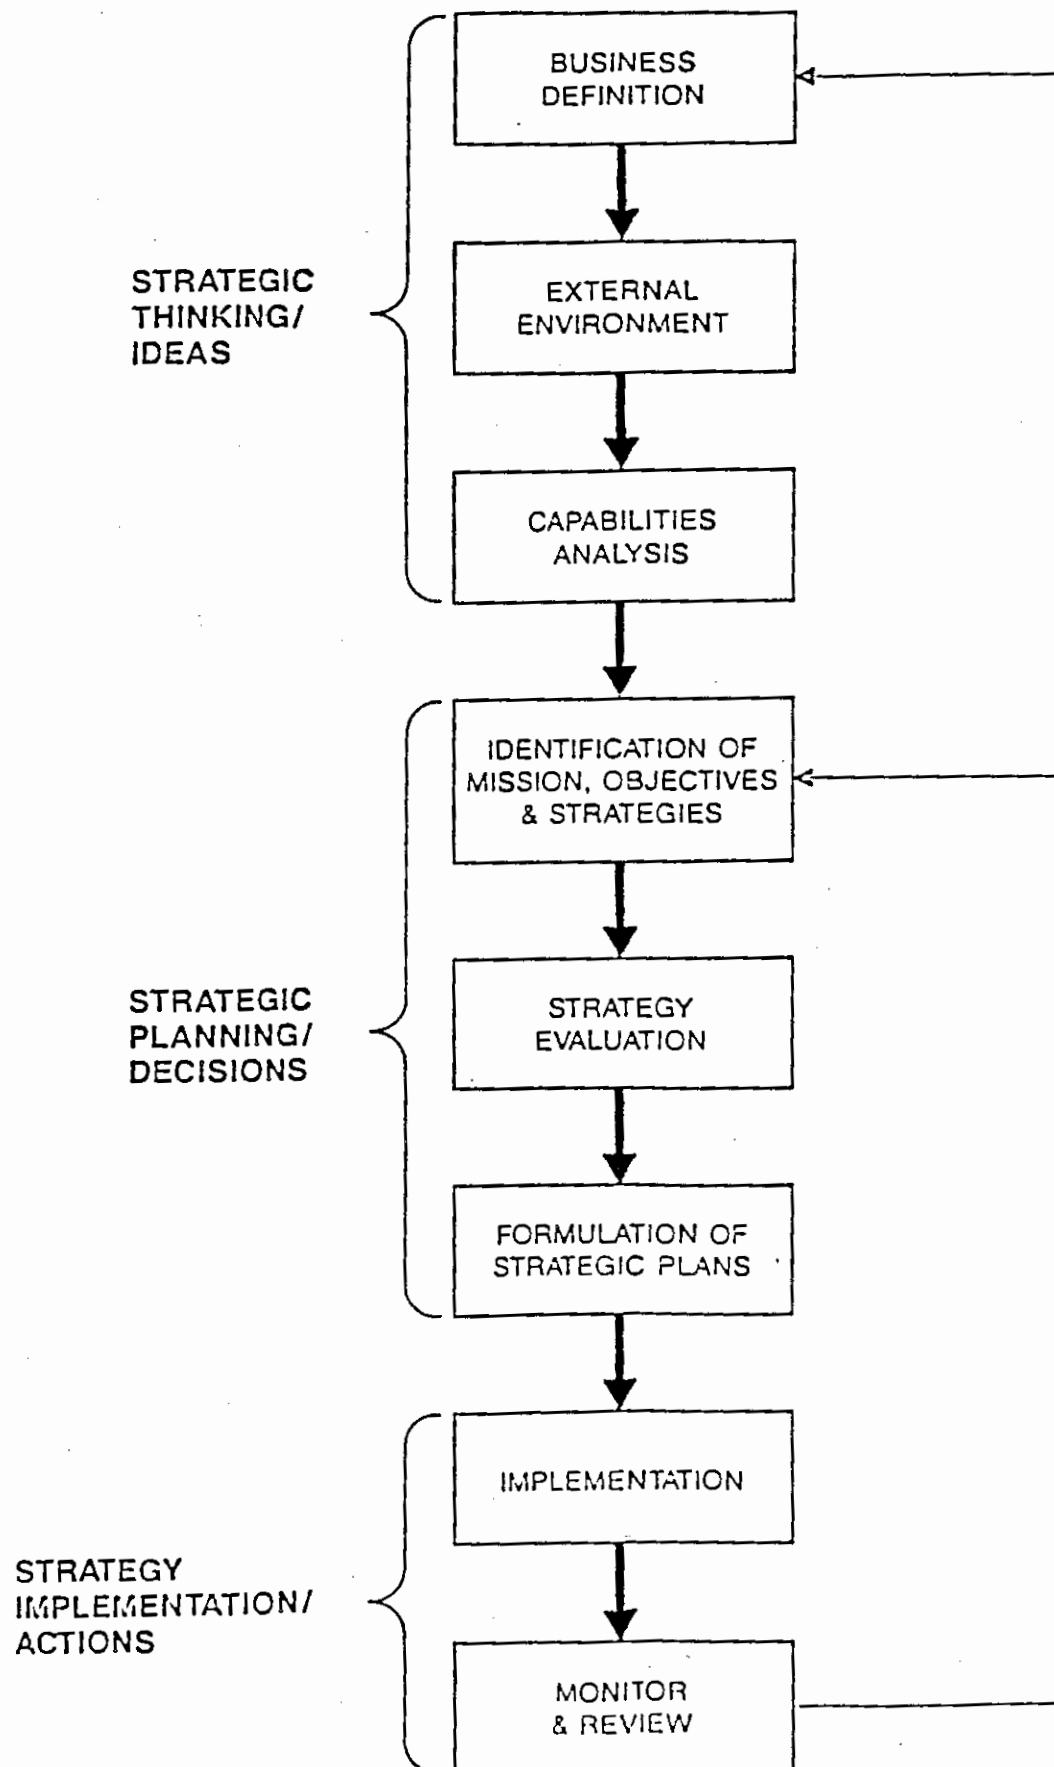 BUSINESS
DEFINITION
STRATEGIC
THINKING/
IDEAS
EXTERNAL
ENVIRONMENT
CAPABILITIES
ANALYSIS
IDENTIFICATION OF
MISSION, OBJECTIVES
& STRATEGIES
STRATEGIC
PLANNING/
DECISIONS
STRATEGY
EVALUATION
FORMULATION OF
STRATEGIC PLANS
IMPLEMENTATION
STRATEGY
IMPLEMENTATION/
ACTIONS
MONITOR
& REVIEW